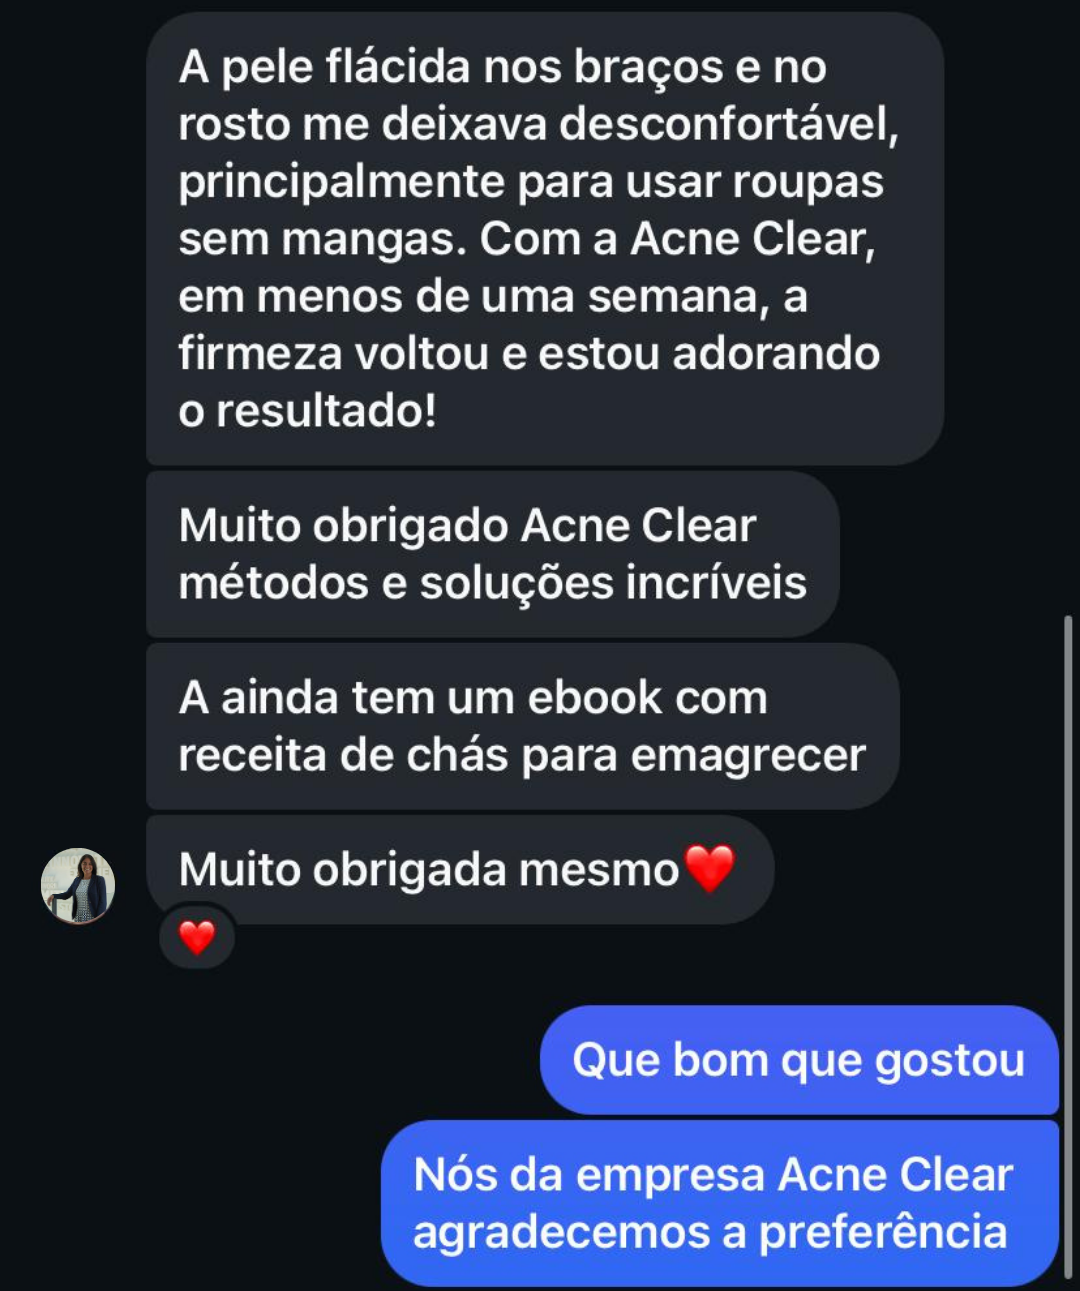 A pele flácida nos braços e no
rosto me deixava desconfortável,
principalmente para usar roupas
sem mangas. Com a Acne Clear,
em menos de uma semana, a
firmeza voltou e estou adorando
o resultado!
Muito obrigado Acne Clear
métodos e soluções incríveis
A ainda tem um ebook com
receita de chás para emagrecer
Muito obrigada mesmo❤️
❤️
Que bom que gostou
Nós da empresa Acne Clear
agradecemos a preferência